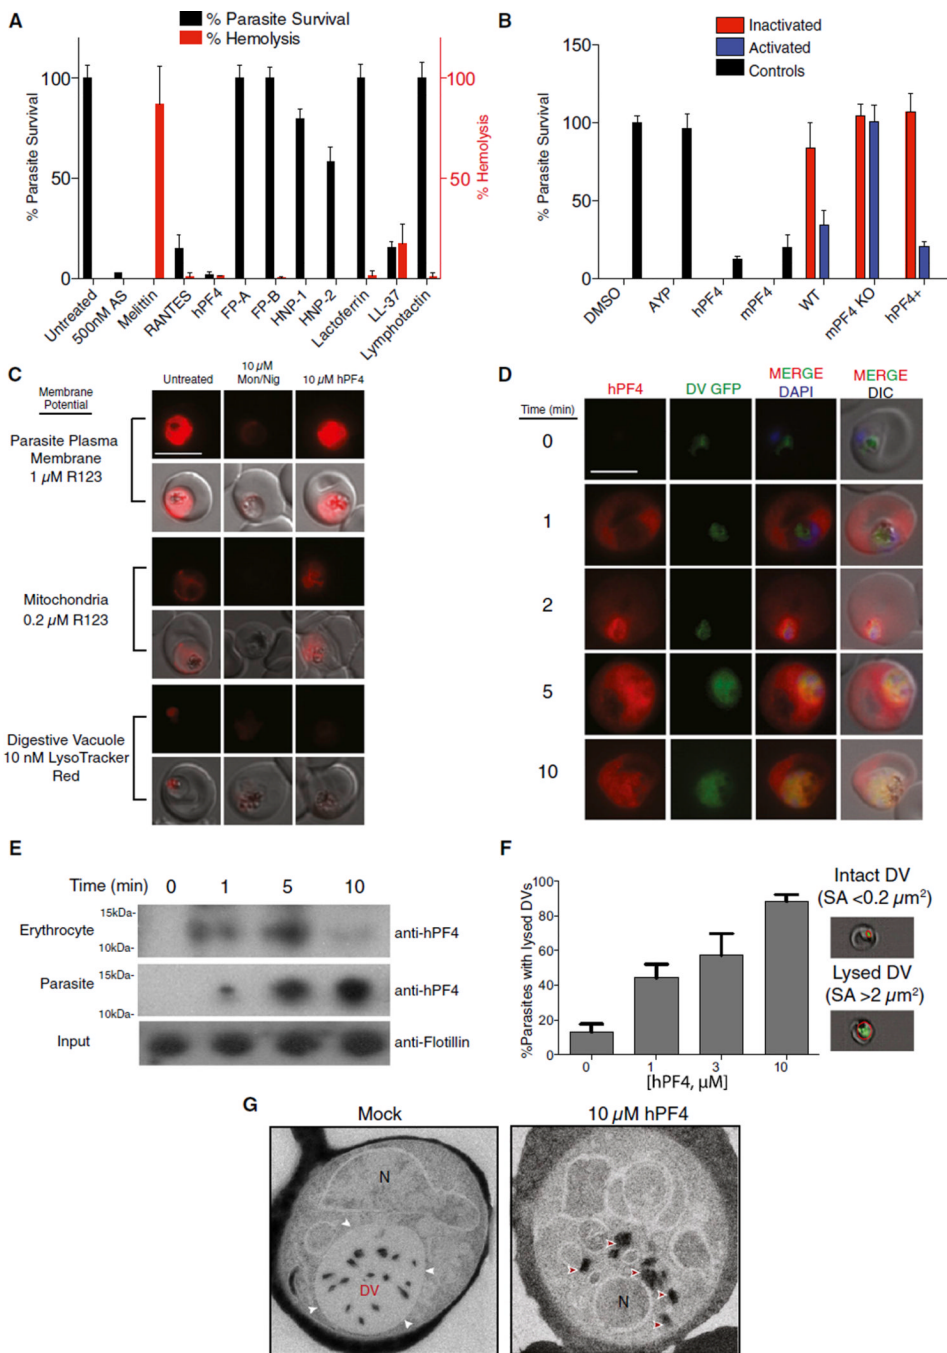 A
% Parasite Survival
% Hemolysis
% Parasite Survival
100
50
0
100
50
% Hemolysis
Untreated
500nM AS
Melittin
RANTES
hPF4
FP-A
FP-B
HNP-1
HNP-2
Lactoferrin
LL-37
Lymphotactin
B
Inactivated
Activated
Controls
% Parasite Survival
150
100
50
0
DMSO
AYP
hPF4
mPF4
WT
mPF4 KO
hPF4+
C
Membrane
Potential
Untreated
10 µM
Mon/Nig
10 µM hPF4
Parasite Plasma
Membrane
1 µM R123
Mitochondria
0.2 µM R123
Digestive Vacuole
10 nM LysoTracker
Red
D
Time (min)
hPF4
DV GFP
MERGE
DAPI
MERGE
DIC
0
1
2
5
10
E
Time (min) 0 1 5 10
Erythrocyte
15kDa-
10kDa-
anti-hPF4
Parasite
15kDa-
10kDa-
anti-hPF4
Input
anti-Flotillin
F
%Parasites with lysed DVs
100
80
60
40
20
0
0 1 3 10
[hPF4, µM]
Intact DV
(SA <0.2 µm²)
Lysed DV
(SA >2 µm²)
G
Mock
N
DV
10 µM hPF4
N